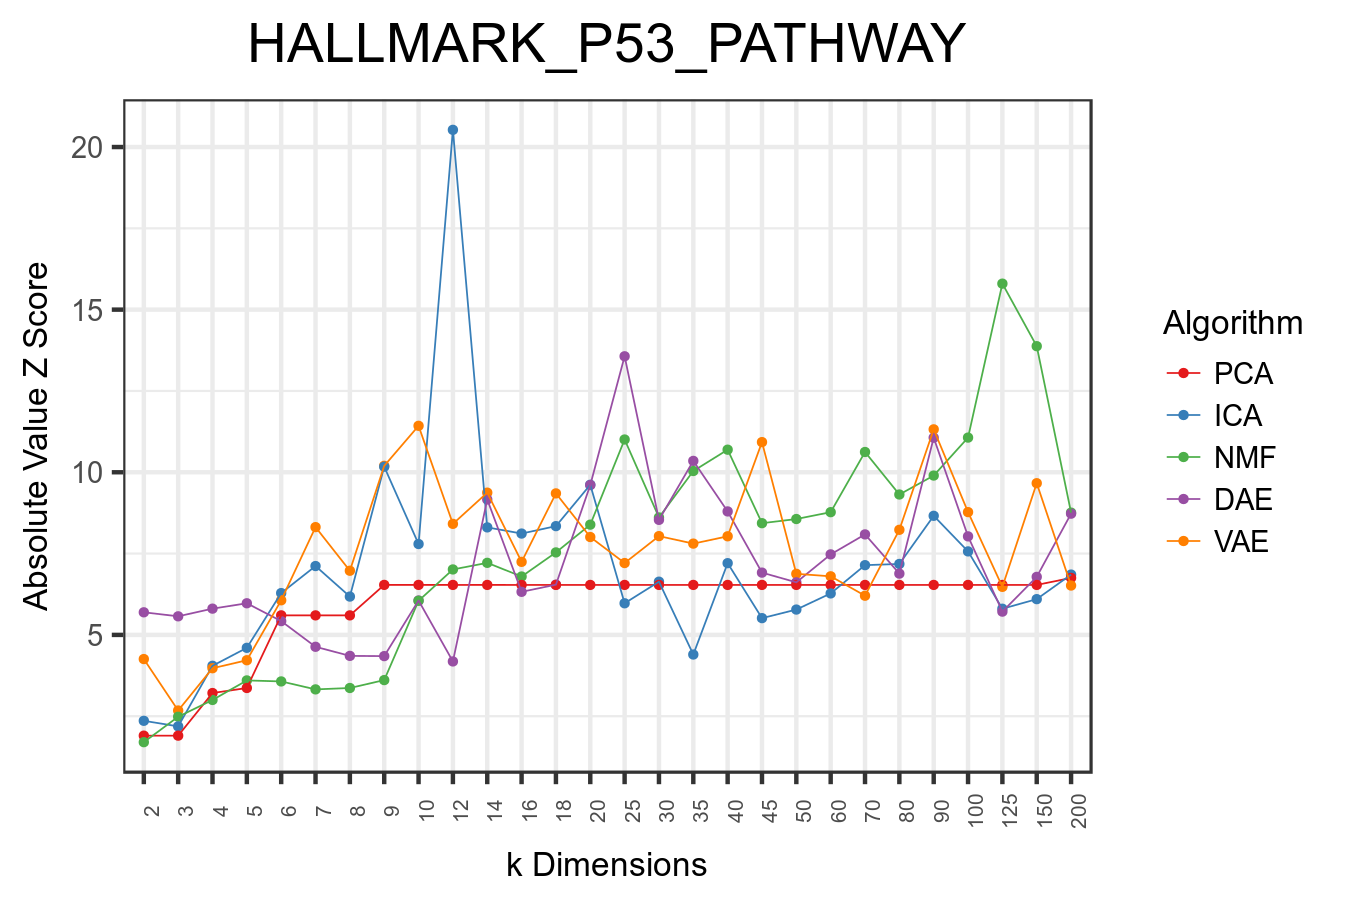 HALLMARK_P53_PATHWAY
Absolute Value Z Score
20
15
10
5
2 3 4 5 6 7 8 9 10 12 14 16 18 20 25 30 35 40 45 50 60 70 80 90 100 125 150 200
k Dimensions
Algorithm
PCA
ICA
NMF
DAE
VAE